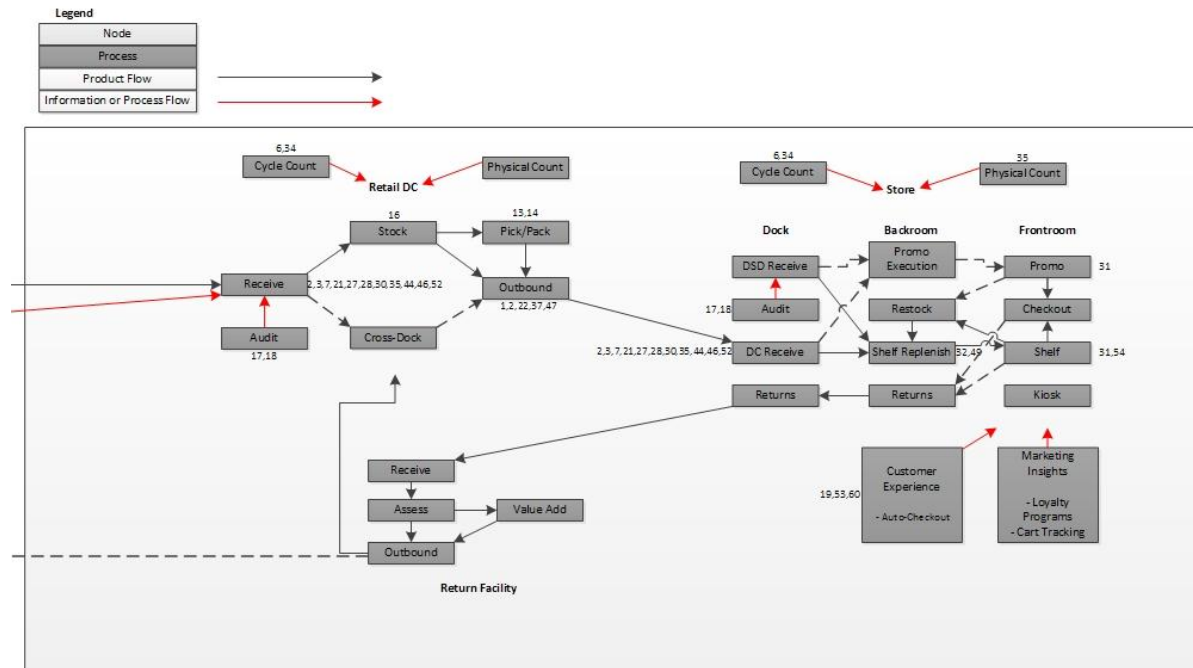 Legend
Node
Process
Product Flow
Information or Process Flow
6,34
Cycle Count
Physical Count
Retail DC
16
Stock
13,14
Pick/Pack
Receive
2,3,7,21,27,28,30,35,44,46,52
Outbound
1,2,22,37,47
Audit
17,18
Cross-Dock
6,34
Cycle Count
35
Physical Count
Store
Dock
Backroom
Frontroom
DSD Receive
Promo
Execution
Promo
31
17,18
Audit
Restock
Checkout
2,3,7,21,27,28,30,35,44,46,52
DC Receive
Shelf Replenish
32,49
Shelf
31,54
Returns
Returns
Kiosk
19,53,60
Customer
Experience
- Auto-Checkout
Marketing
Insights
- Loyalty
Programs
- Cart Tracking
Receive
Assess
Value Add
Outbound
Return Facility